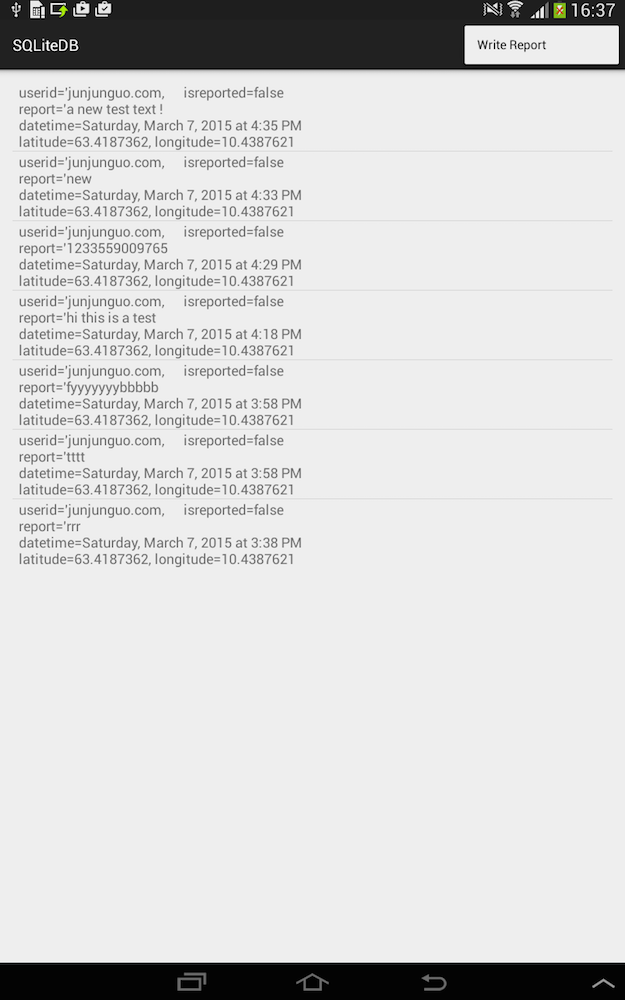 16:37
SQLiteDB
Write Report
userid='junjunguo.com, isreported=false
report='a new test text !
datetime=Saturday, March 7, 2015 at 4:35 PM
latitude=63.4187362, longitude=10.4387621
userid='junjunguo.com, isreported=false
report='new
datetime=Saturday, March 7, 2015 at 4:33 PM
latitude=63.4187362, longitude=10.4387621
userid='junjunguo.com, isreported=false
report='1233559009765
datetime=Saturday, March 7, 2015 at 4:29 PM
latitude=63.4187362, longitude=10.4387621
userid='junjunguo.com, isreported=false
report='hi this is a test
datetime=Saturday, March 7, 2015 at 4:18 PM
latitude=63.4187362, longitude=10.4387621
userid='junjunguo.com, isreported=false
report='fyyyyyyybbbbb
datetime=Saturday, March 7, 2015 at 3:58 PM
latitude=63.4187362, longitude=10.4387621
userid='junjunguo.com, isreported=false
report='tttt
datetime=Saturday, March 7, 2015 at 3:58 PM
latitude=63.4187362, longitude=10.4387621
userid='junjunguo.com, isreported=false
report='rrr
datetime=Saturday, March 7, 2015 at 3:38 PM
latitude=63.4187362, longitude=10.4387621